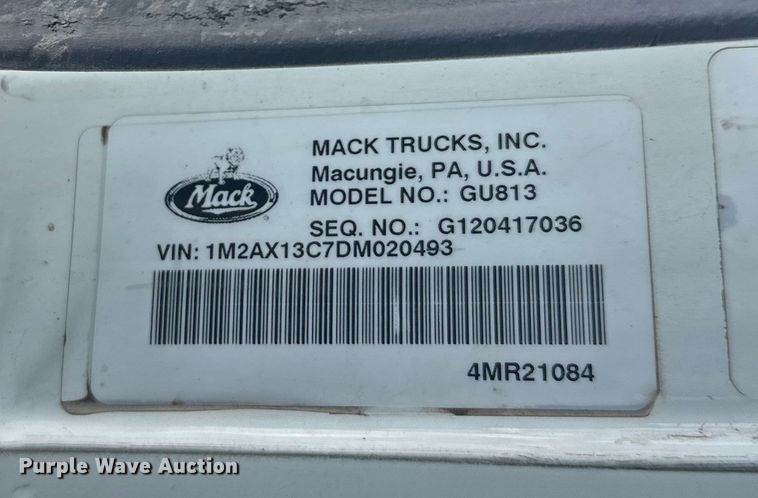 MACK TRUCKS, INC.
Macungie, PA, U.S.A.
Mack
MODEL NO.: GU813
SEQ. NO.: G120417036
VIN: 1M2AX13C7DM020493
4MR21084
Purple Wave Auction